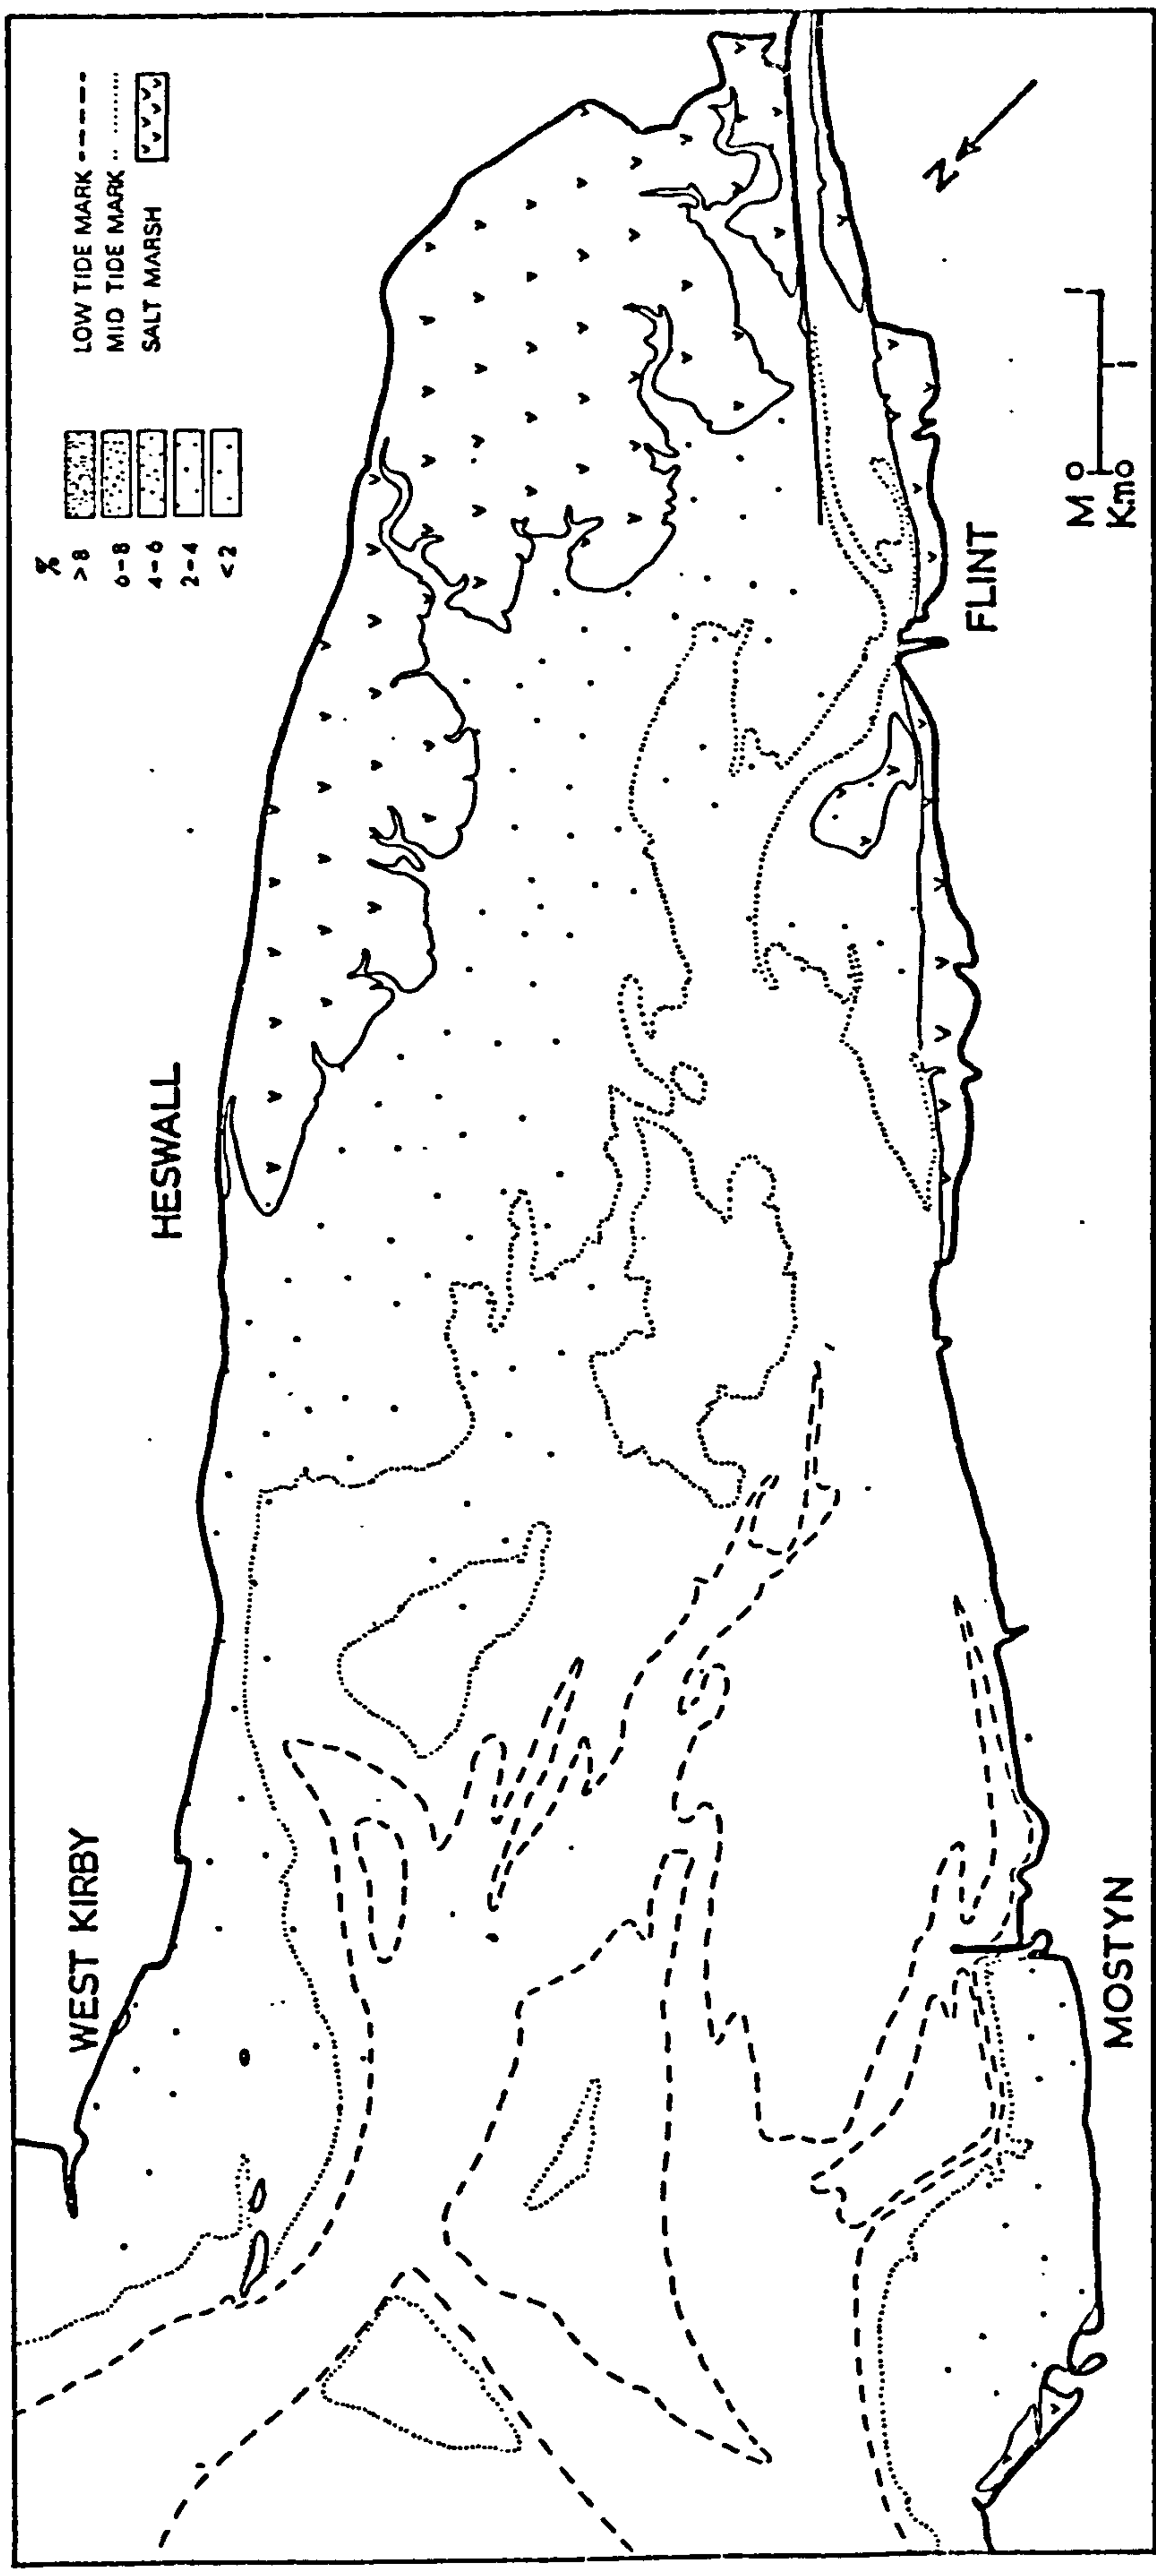 %
>8
6-8
4-6
2-4
<2
LOW TIDE MARK
MID TIDE MARK
SALT MARSH
WEST KIRBY
HESWALL
N
FLINT
MOSTYN
M 0 1
Km 0 1